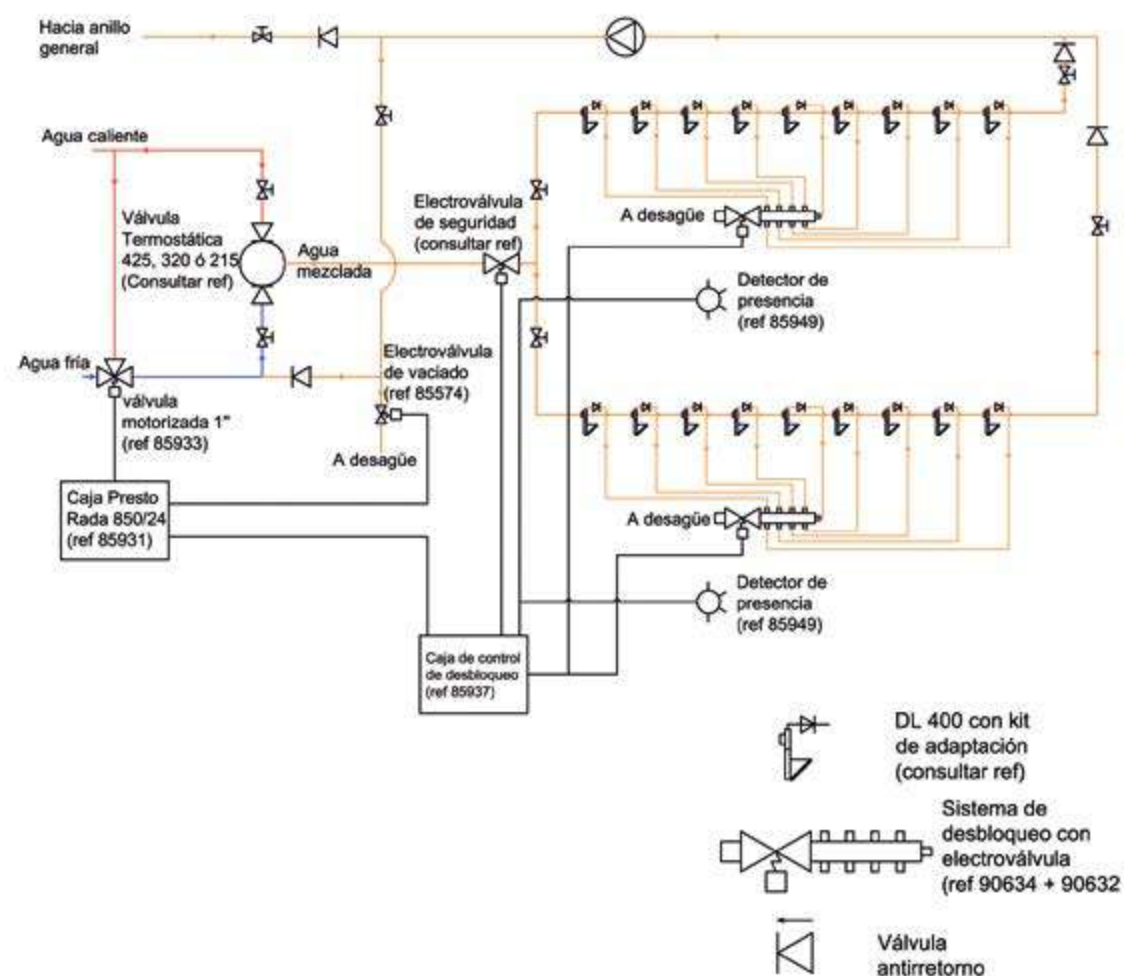 Hacia anillo
general
Agua caliente
Válvula
Termostática
425, 320 ó 215
(Consultar ref)
Agua
mezclada
Electroválvula
de seguridad
(consultar ref)
A desagüe
Detector de
presencia
(ref 85949)
Agua fría
válvula
motorizada 1"
(ref 85933)
Electroválvula
de vaciado
(ref 85574)
A desagüe
Caja Presto
Rada 850/24
(ref 85931)
A desagüe
Detector de
presencia
(ref 85949)
Caja de control
de desbloqueo
(ref 85937)
DL 400 con kit
de adaptación
(consultar ref)
Sistema de
desbloqueo con
electroválvula
(ref 90634 + 90632
Válvula
antirretorno